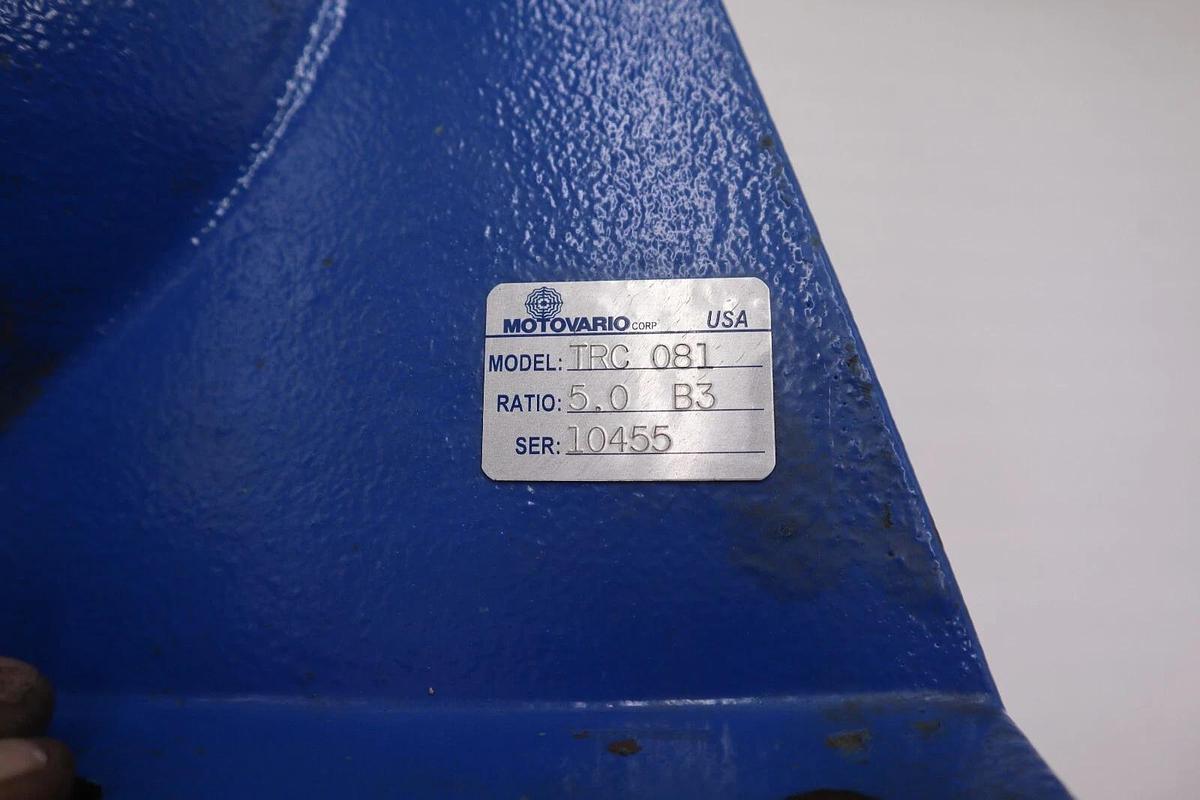 MOTOVARIO CORP USA
MODEL: TRC 081
RATIO: 5.0 B3
SER: 10455